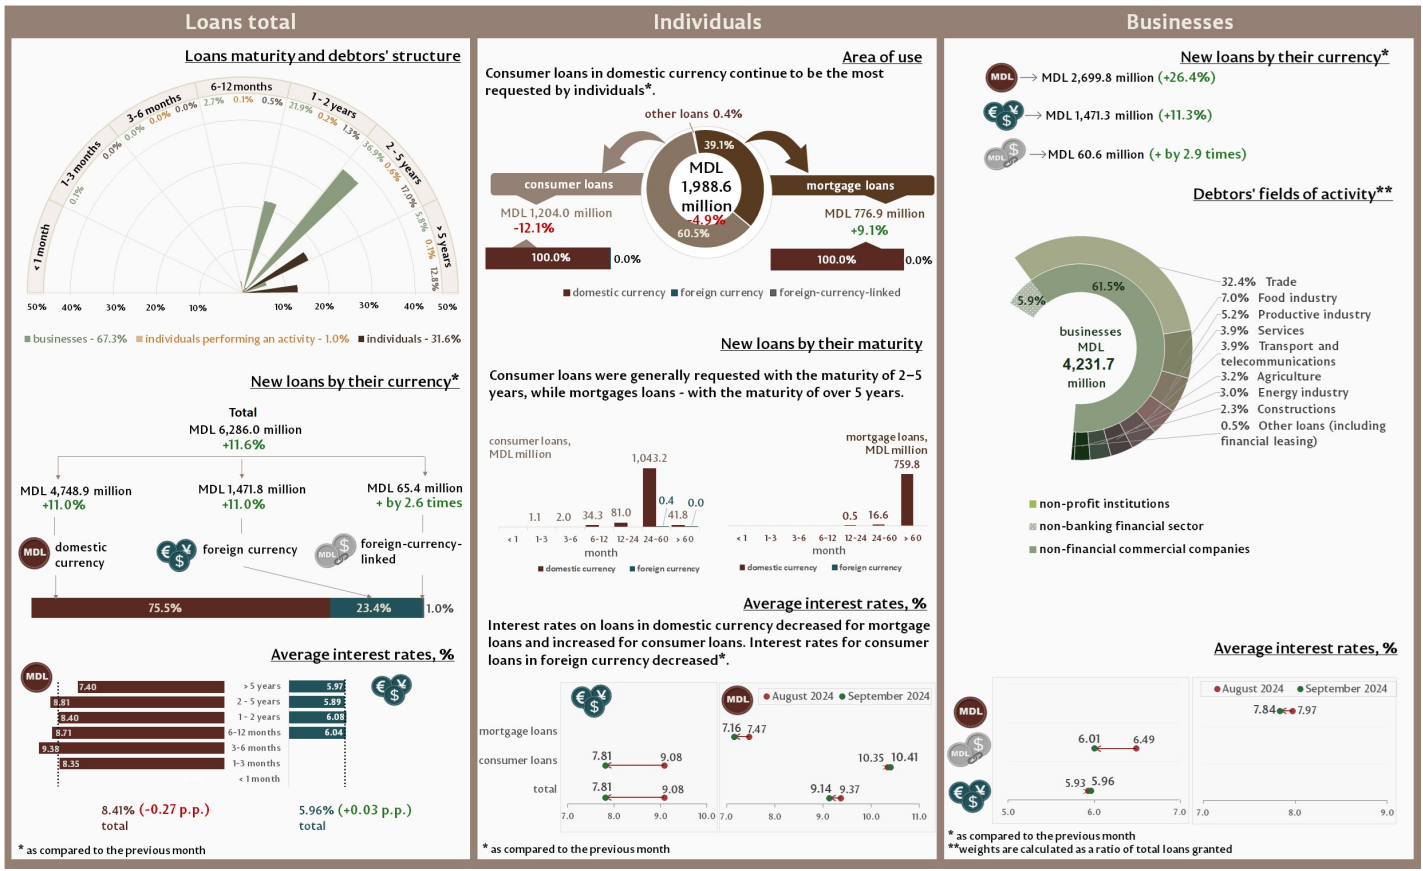 Loans total
Loans maturity and debtors' structure
< 1 month
1-3 months
3-6 months
6-12 months
1 - 2 years
2 - 5 years
> 5 years
0.1%
0.0%
0.0%
0.0%
0.0%
2.7%
0.1%
0.5%
21.9%
0.2%
1.3%
36.9%
0.6%
17.0%
5.8%
0.1%
12.8%
50% 40% 30% 20% 10% 10% 20% 30% 40% 50%
businesses - 67.3% individuals performing an activity - 1.0% individuals - 31.6%
New loans by their currency*
Total
MDL 6,286.0 million
+11.6%
MDL 4,748.9 million
+11.0%
MDL 1,471.8 million
+11.0%
MDL 65.4 million
+ by 2.6 times
MDL
domestic
currency
€ ¥
$
foreign currency
MDL $
foreign-currency-
linked
75.5% 23.4% 1.0%
Average interest rates, %
MDL
€ ¥
$
7.40 > 5 years 5.97
8.81 2 - 5 years 5.89
8.40 1 - 2 years 6.08
8.71 6-12 months 6.04
9.38 3-6 months
8.35 1-3 months
< 1 month
8.41% (-0.27 p.p.)
total
5.96% (+0.03 p.p.)
total
* as compared to the previous month
Individuals
Area of use
Consumer loans in domestic currency continue to be the most
requested by individuals*.
other loans 0.4%
39.1%
MDL
1,988.6
million
-4.9%
60.5%
consumer loans
MDL 1,204.0 million
-12.1%
100.0% 0.0%
mortgage loans
MDL 776.9 million
+9.1%
100.0% 0.0%
domestic currency foreign currency foreign-currency-linked
New loans by their maturity
Consumer loans were generally requested with the maturity of 2–5
years, while mortgages loans - with the maturity of over 5 years.
consumer loans,
MDL million
1.1 2.0 34.3 81.0 1,043.2 0.4 41.8 0.0
< 1 1-3 3-6 6-12 12-24 24-60 > 60
month
domestic currency foreign currency
mortgage loans,
MDL million
0.5 16.6 759.8
< 1 1-3 3-6 6-12 12-24 24-60 > 60
month
domestic currency foreign currency
Average interest rates, %
Interest rates on loans in domestic currency decreased for mortgage
loans and increased for consumer loans. Interest rates for consumer
loans in foreign currency decreased*.
€ ¥
$
MDL
August 2024 September 2024
mortgage loans 7.16 7.47
consumer loans 7.81 9.08 10.35 10.41
total 7.81 9.08 9.14 9.37
7.0 8.0 9.0 10.0 7.0 8.0 9.0 10.0 11.0
* as compared to the previous month
Businesses
New loans by their currency*
MDL MDL 2,699.8 million (+26.4%)
€ ¥
$
MDL 1,471.3 million (+11.3%)
MDL $
MDL 60.6 million (+ by 2.9 times)
Debtors' fields of activity**
5.9%
61.5%
businesses
MDL
4,231.7
million
32.4% Trade
7.0% Food industry
5.2% Productive industry
3.9% Services
3.9% Transport and
telecommunications
3.2% Agriculture
3.0% Energy industry
2.3% Constructions
0.5% Other loans (including
financial leasing)
non-profit institutions
non-banking financial sector
non-financial commercial companies
Average interest rates, %
August 2024 September 2024
MDL
7.84 7.97
MDL $
6.01 6.49
€ ¥
$
5.93 5.96
5.0 6.0 7.0 7.0 8.0 9.0
* as compared to the previous month
**weights are calculated as a ratio of total loans granted